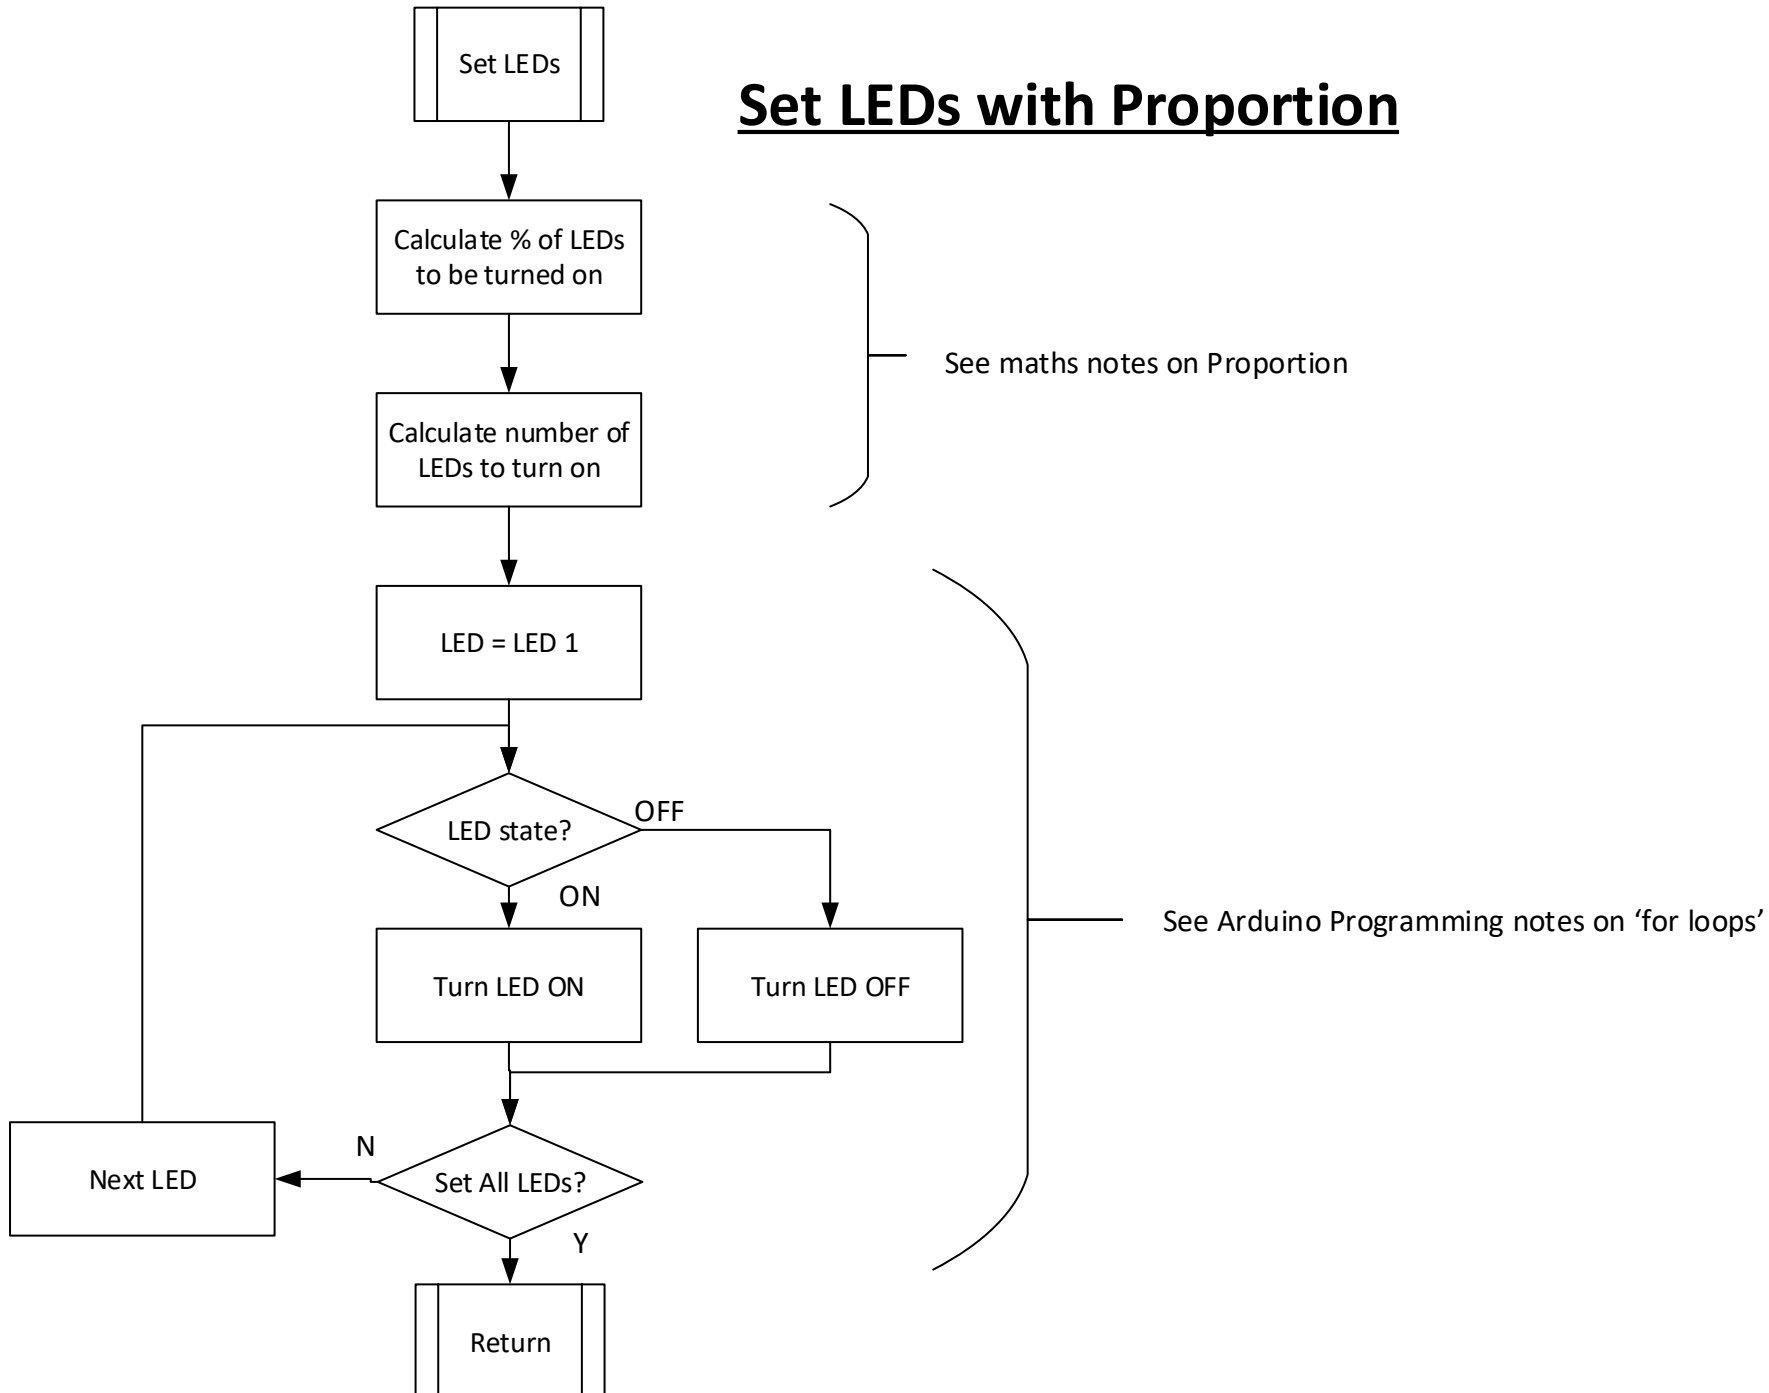 Set LEDs
Set LEDs with Proportion
Calculate % of LEDs
to be turned on
See maths notes on Proportion
Calculate number of
LEDs to turn on
LED = LED 1
LED state?
OFF
ON
Turn LED ON
Turn LED OFF
See Arduino Programming notes on ‘for loops’
N
Next LED
Set All LEDs?
Y
Return